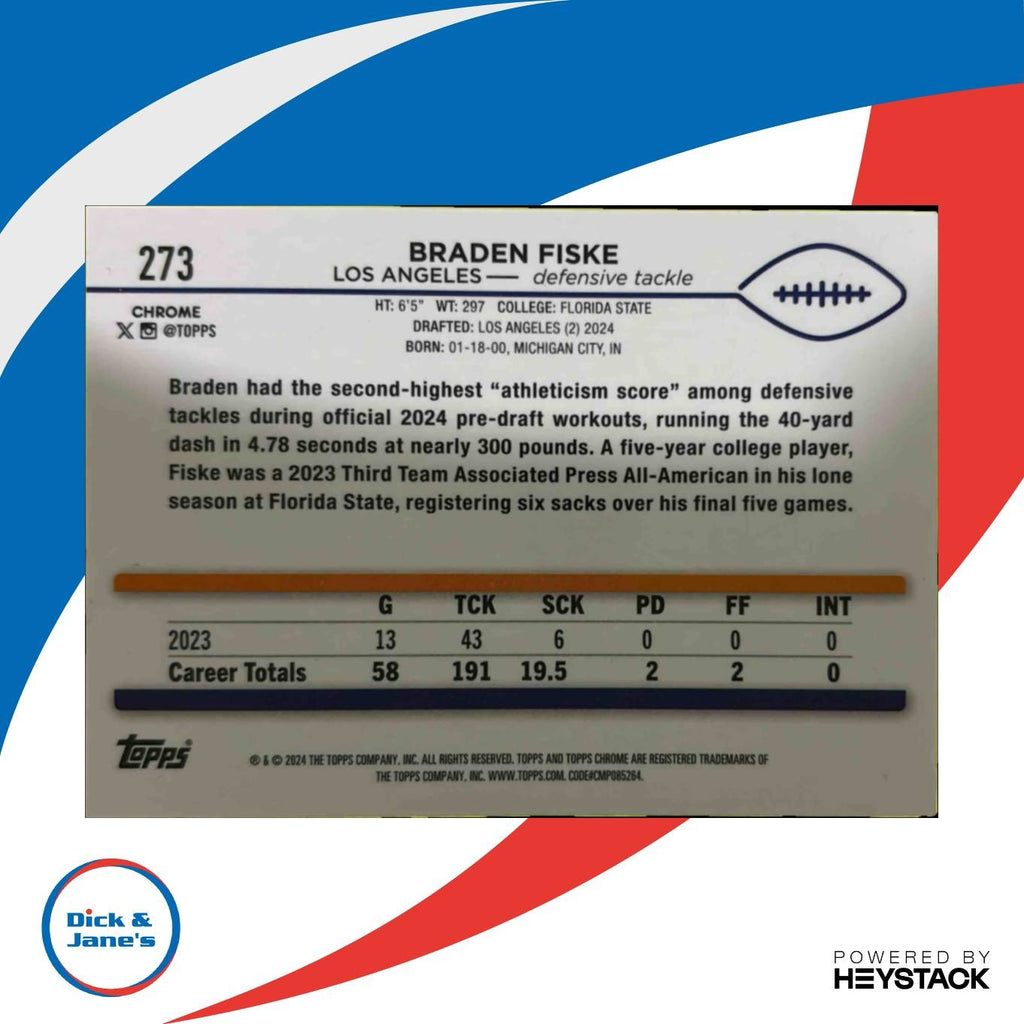 273
BRADEN FISKE
LOS ANGELES — defensive tackle
CHROME
X @TOPPS
HT: 6'5" WT: 297 COLLEGE: FLORIDA STATE
DRAFTED: LOS ANGELES (2) 2024
BORN: 01-18-00, MICHIGAN CITY, IN
Braden had the second-highest “athleticism score” among defensive
tackles during official 2024 pre-draft workouts, running the 40-yard
dash in 4.78 seconds at nearly 300 pounds. A five-year college player,
Fiske was a 2023 Third Team Associated Press All-American in his lone
season at Florida State, registering six sacks over his final five games.
G TCK SCK PD FF INT
2023 13 43 6 0 0 0
Career Totals 58 191 19.5 2 2 0
Topps®
® & © 2024 THE TOPPS COMPANY, INC. ALL RIGHTS RESERVED. TOPPS AND TOPPS CHROME ARE REGISTERED TRADEMARKS OF
THE TOPPS COMPANY, INC. WWW.TOPPS.COM. CODE#CMP085264.
Dick &
Jane's
POWERED BY
HEYSTACK